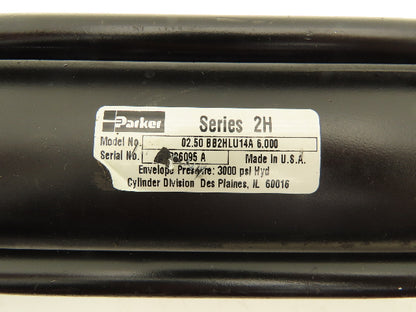 Parker Series 2H
Model No. 02.50 BB2HLU14A 6.000
Serial No. 36095 A Made in U.S.A.
Envelope Pressure: 3000 psi Hyd
Cylinder Division Des Plaines, IL 60016